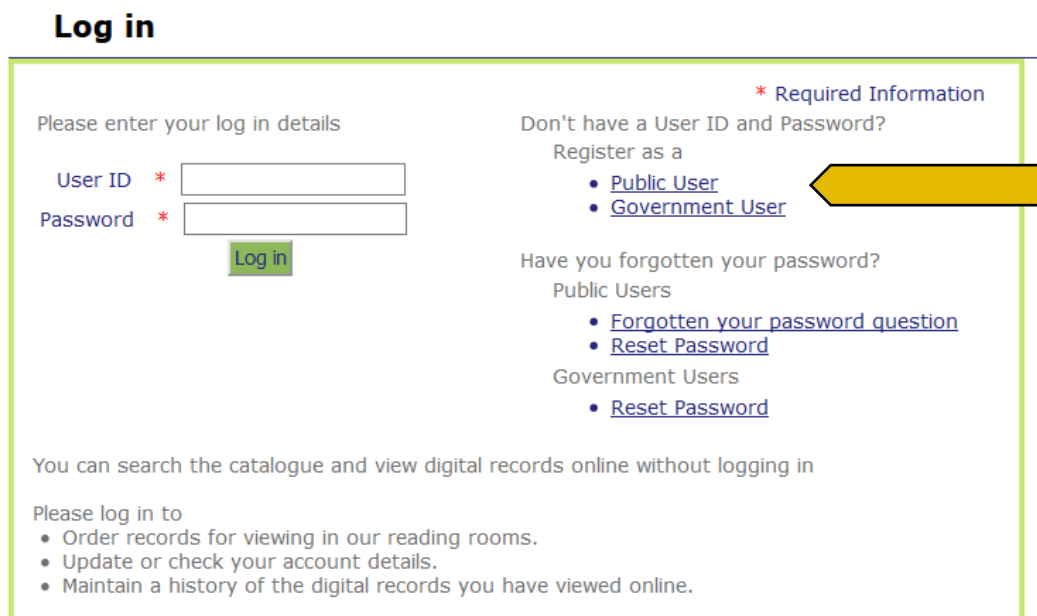 Log in
* Required Information
Please enter your log in details
User ID *
Password *
Log in
Don't have a User ID and Password?
Register as a
• Public User
• Government User
Have you forgotten your password?
Public Users
• Forgotten your password question
• Reset Password
Government Users
• Reset Password
You can search the catalogue and view digital records online without logging in
Please log in to
• Order records for viewing in our reading rooms.
• Update or check your account details.
• Maintain a history of the digital records you have viewed online.